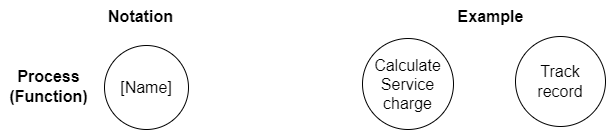 Notation
Example
Process
(Function)
[Name]
Calculate
Service
charge
Track
record